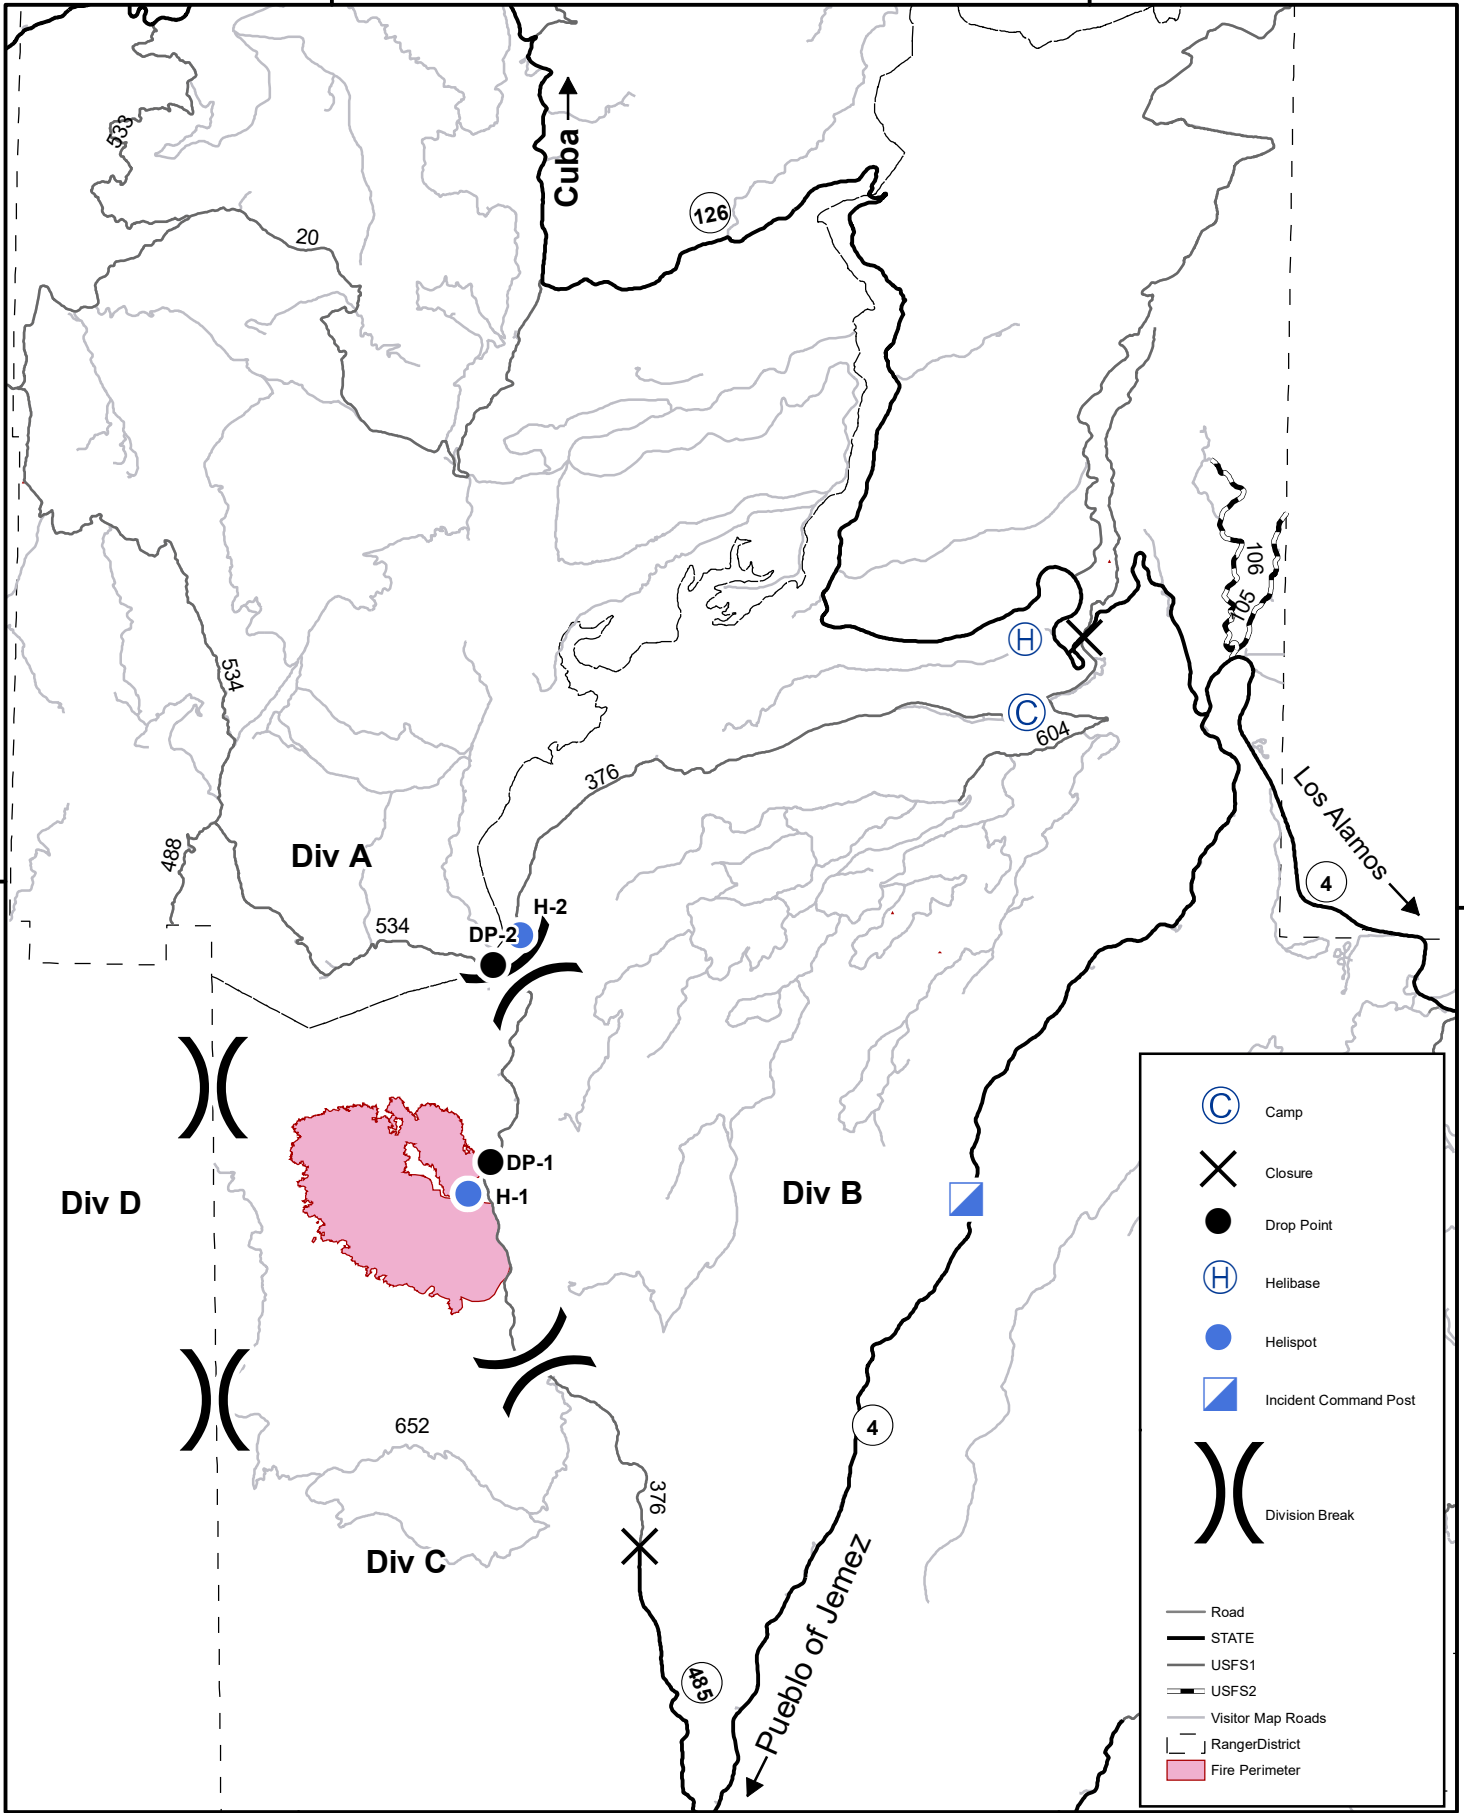 533
Cuba
126
20
106
105
534
604
376
Los Alamos
488
Div A
4
H-2
534
DP-2
DP-1
Div D
H-1
Div B
652
4
376
Div C
Pueblo of Jemez
485
Camp
Closure
Drop Point
Helibase
Helispot
Incident Command Post
Division Break
Road
STATE
USFS1
USFS2
Visitor Map Roads
RangerDistrict
Fire Perimeter
H
C
C
H